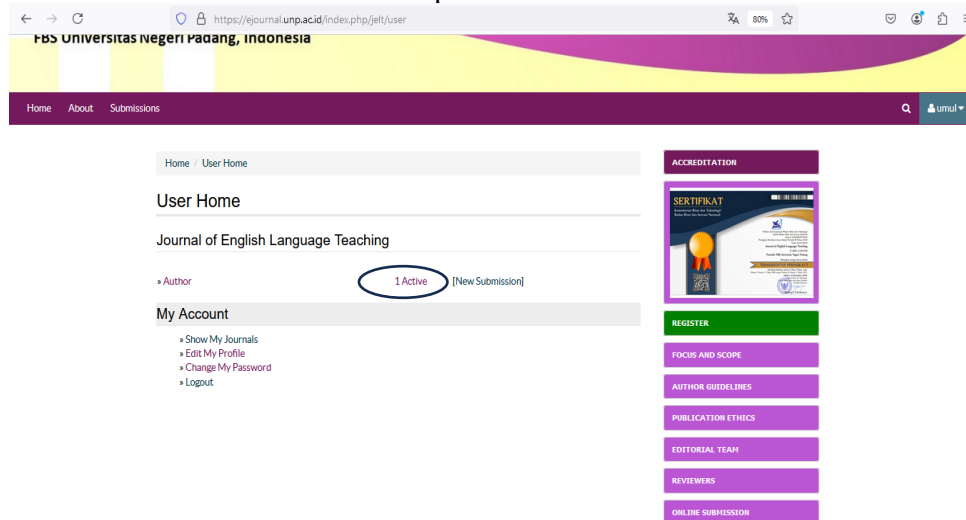 https://ejournal.unp.ac.id/index.php/jelt/user
80%
FBS Universitas Negeri Padang, Indonesia
Home About Submissions
umul
Home / User Home
User Home
Journal of English Language Teaching
» Author 1 Active [New Submission]
My Account
» Show My Journals
» Edit My Profile
» Change My Password
» Logout
ACCREDITATION
SERTIFIKAT
REGISTER
FOCUS AND SCOPE
AUTHOR GUIDELINES
PUBLICATION ETHICS
EDITORIAL TEAM
REVIEWERS
ONLINE SUBMISSION